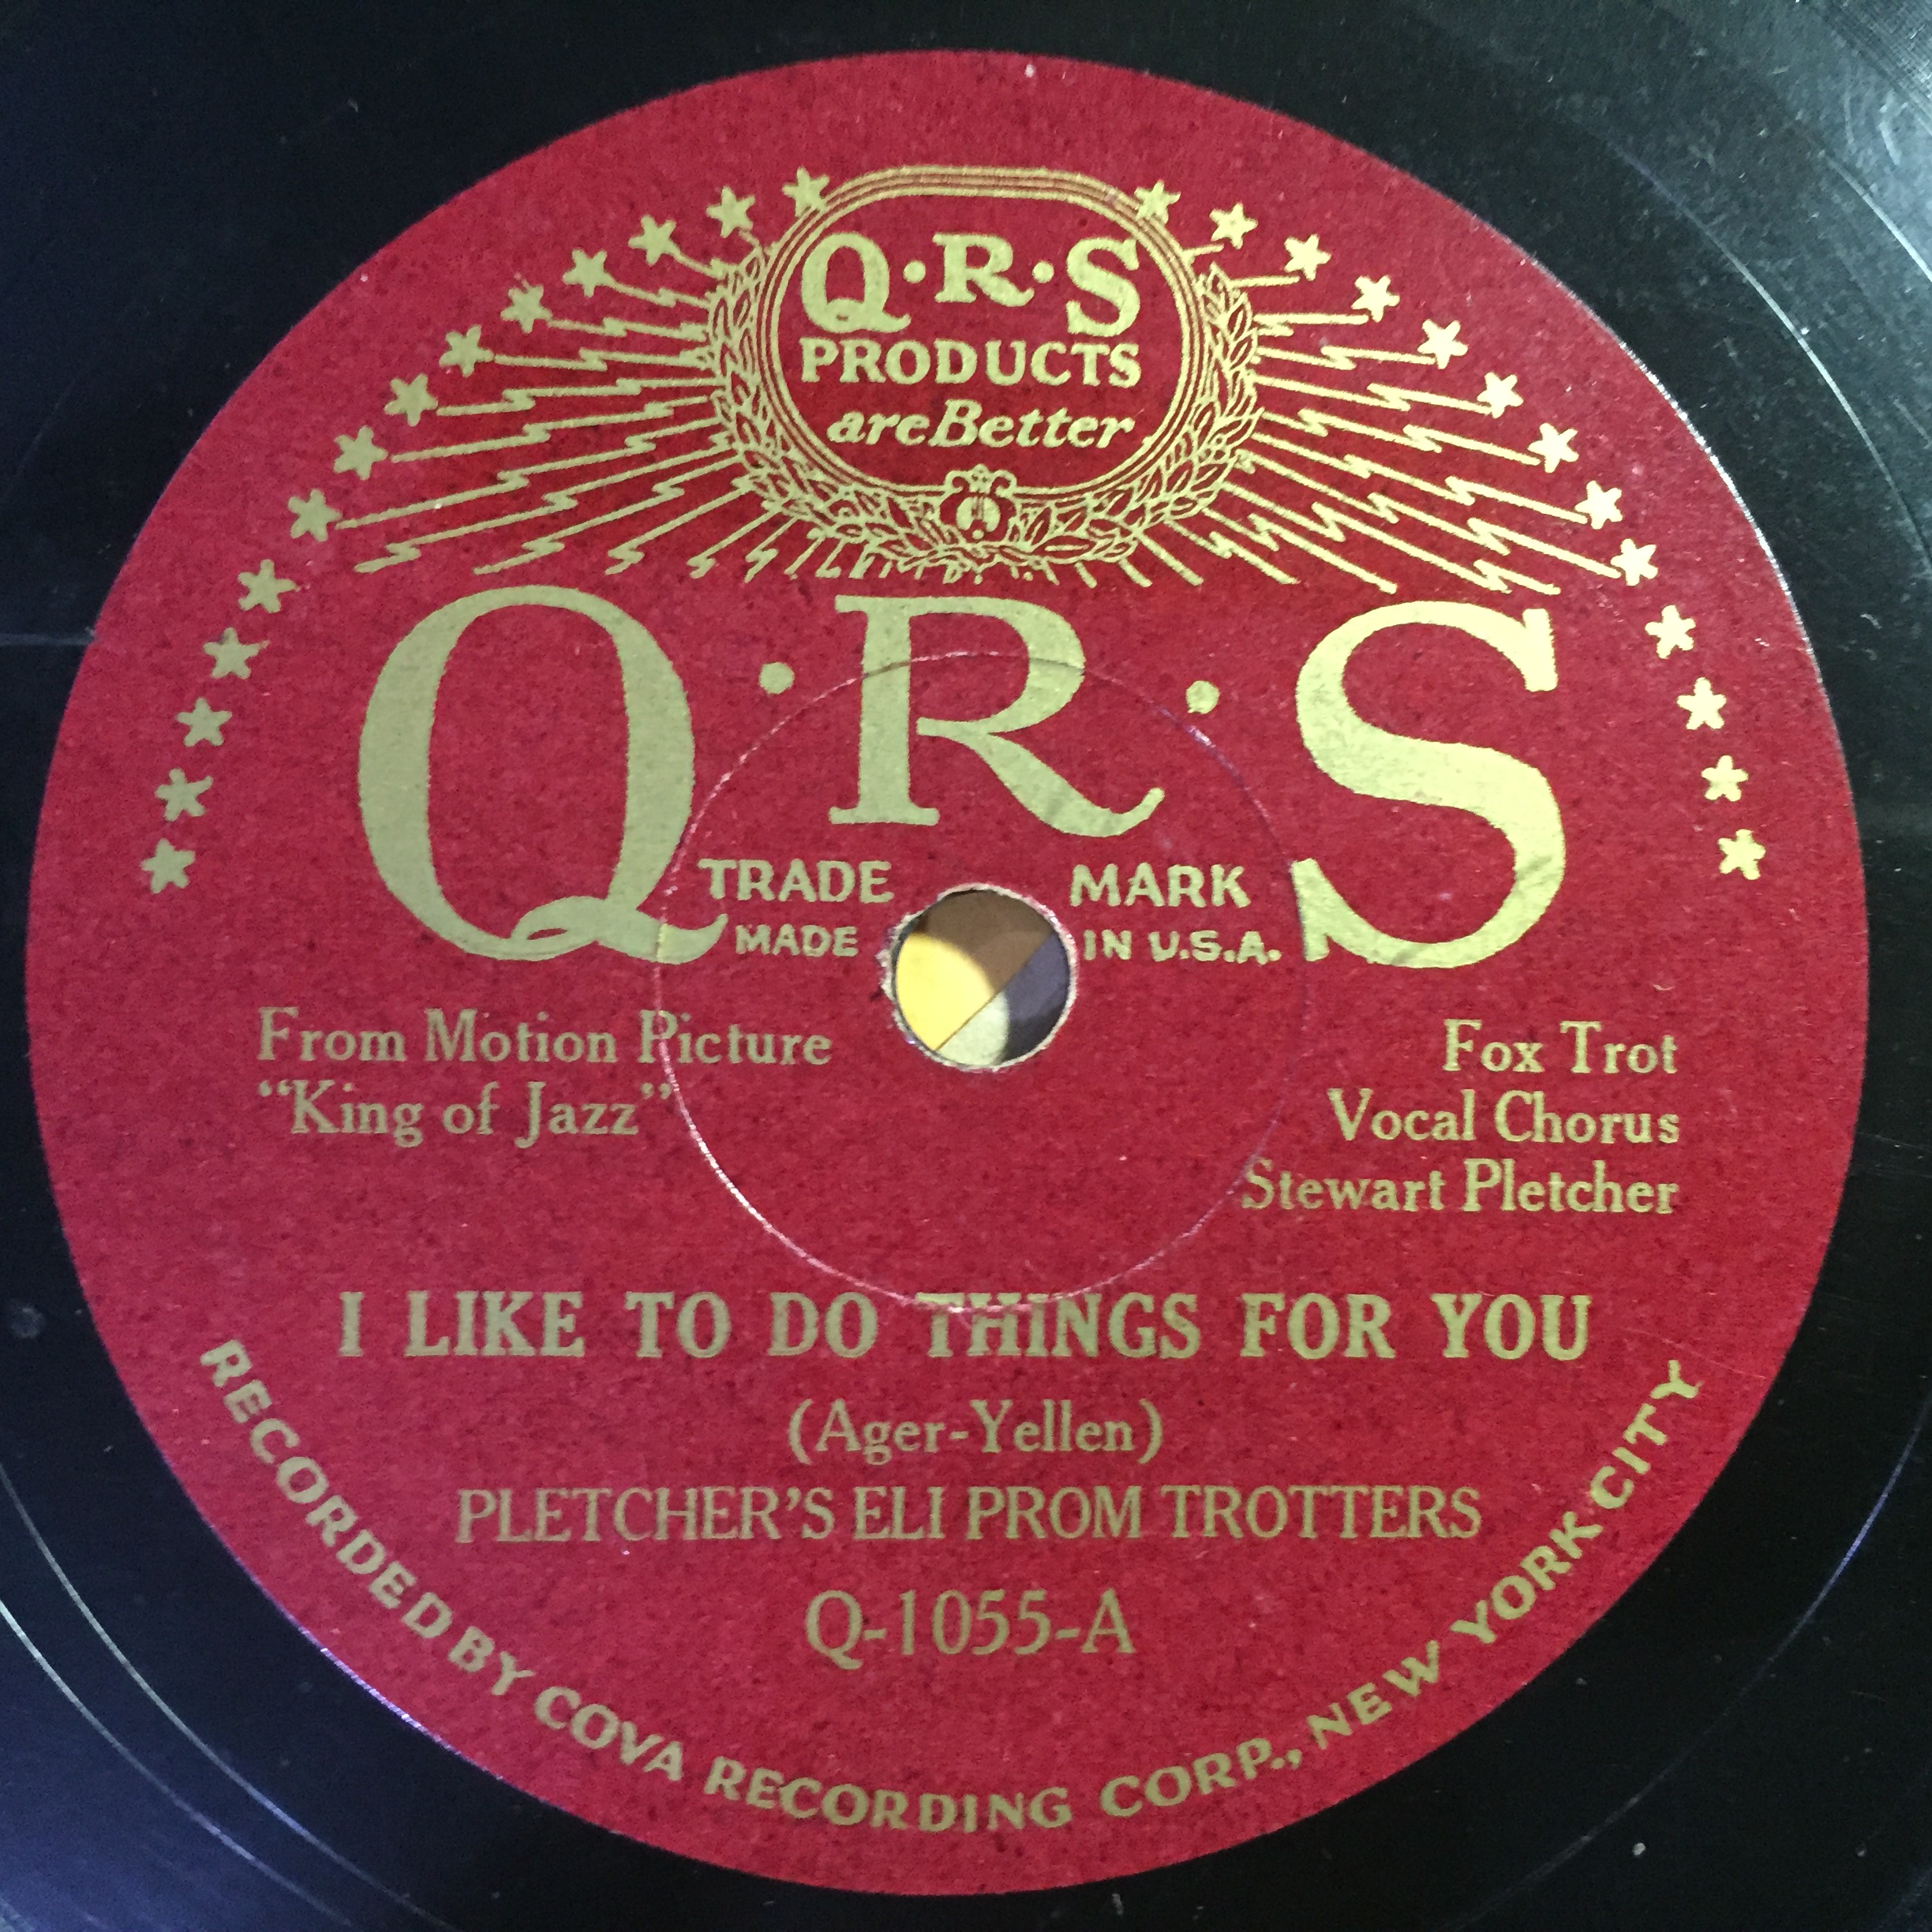 Q·R·S
PRODUCTS
are Better
Q·R·S
TRADE MARK
MADE IN U.S.A.
From Motion Picture
“King of Jazz”
Fox Trot
Vocal Chorus
Stewart Pletcher
I LIKE TO DO THINGS FOR YOU
(Ager-Yellen)
PLETCHER’S ELI PROM TROTTERS
Q-1055-A
RECORDED BY COVA RECORDING CORP., NEW YORK CITY